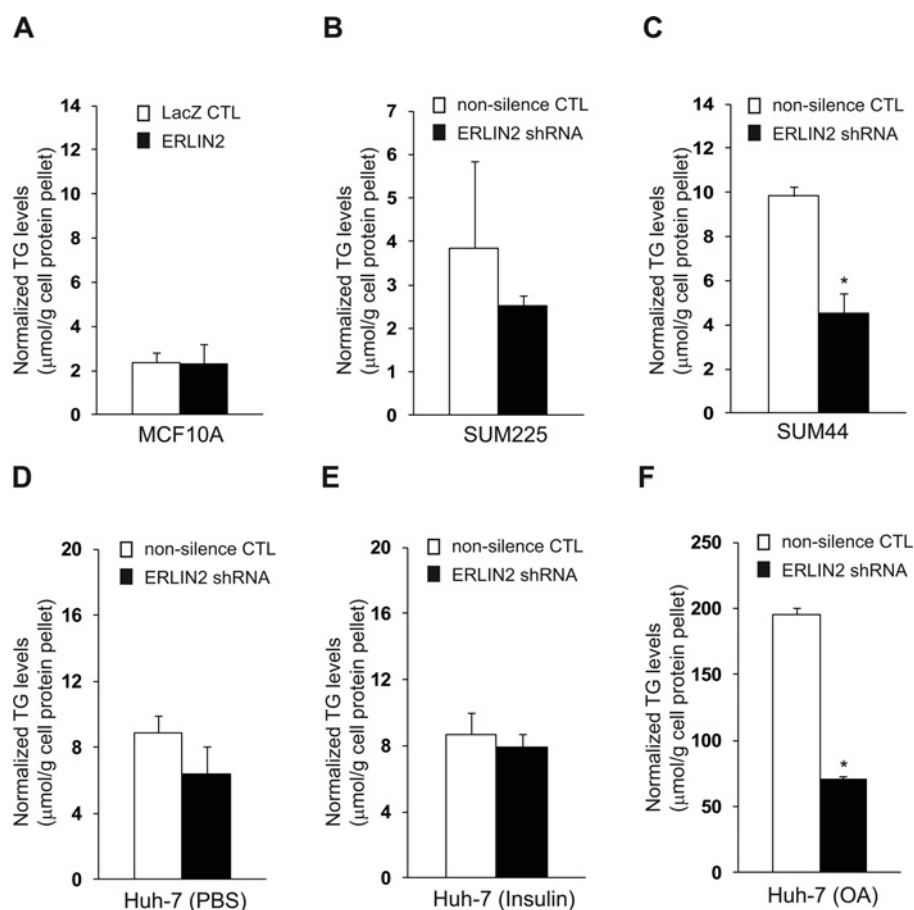 A
B
C
LacZ CTL
ERLIN2
non-silence CTL
ERLIN2 shRNA
non-silence CTL
ERLIN2 shRNA
Normalized TG levels
(μmol/g cell protein pellet)
14
12
10
8
6
4
2
0
MCF10A
Normalized TG levels
(μmol/g cell protein pellet)
7
6
5
4
3
2
1
0
SUM225
Normalized TG levels
(μmol/g cell protein pellet)
14
12
10
8
6
4
2
0
*
SUM44
D
E
F
non-silence CTL
ERLIN2 shRNA
non-silence CTL
ERLIN2 shRNA
non-silence CTL
ERLIN2 shRNA
Normalized TG levels
(μmol/g cell protein pellet)
20
16
12
8
4
0
Huh-7 (PBS)
Normalized TG levels
(μmol/g cell protein pellet)
20
16
12
8
4
0
Huh-7 (Insulin)
Normalized TG levels
(μmol/g cell protein pellet)
250
200
150
100
50
0
*
Huh-7 (OA)